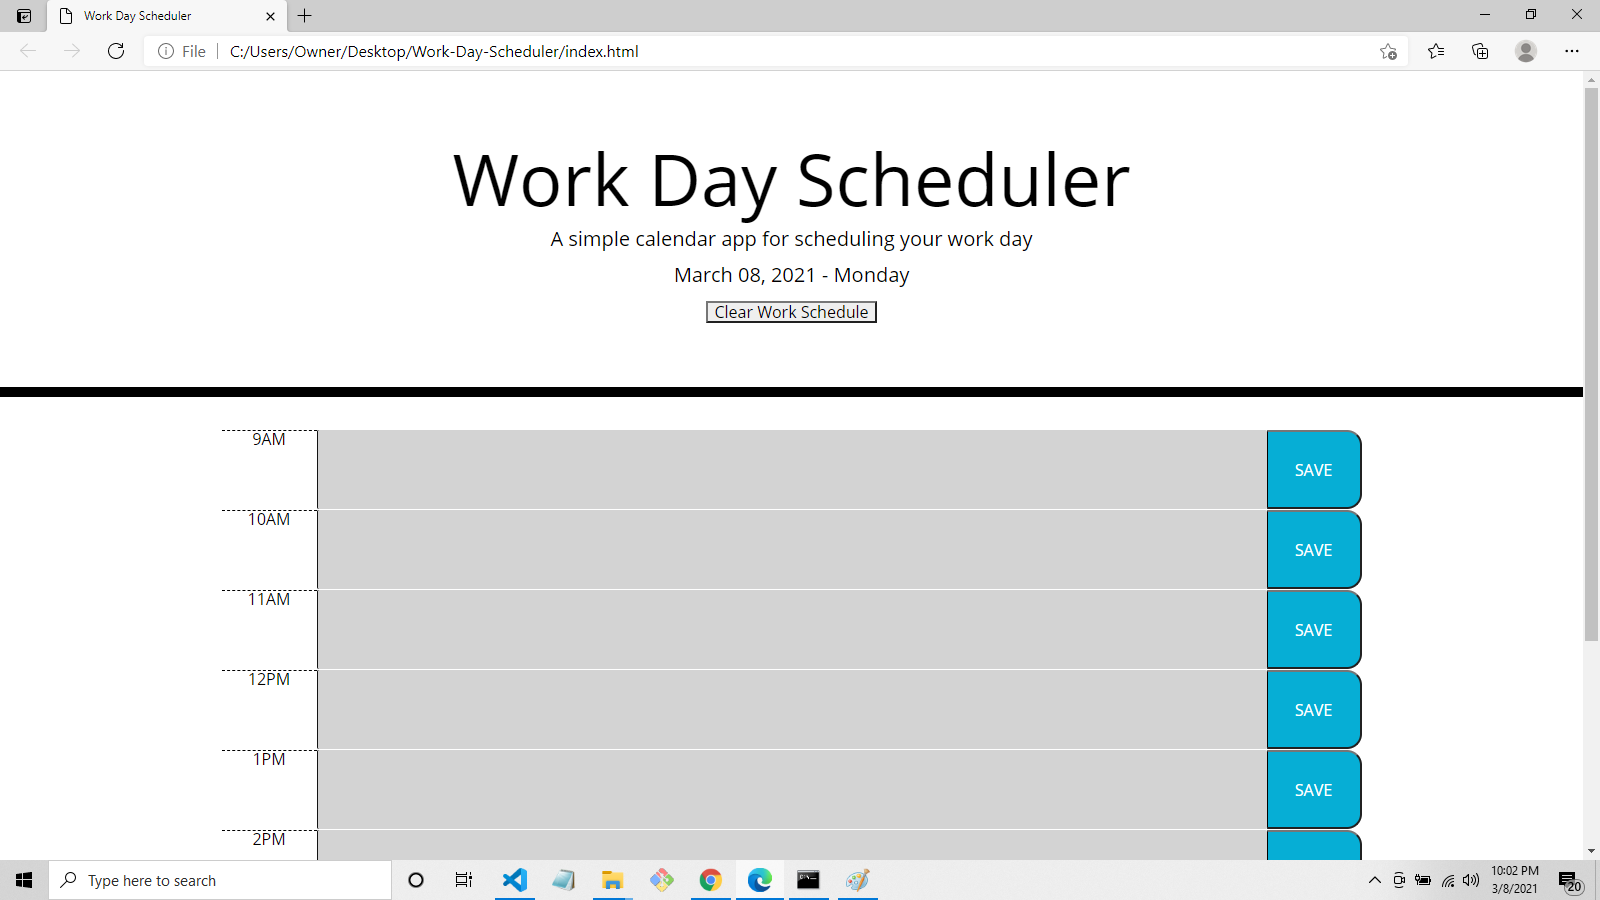 Work Day Scheduler
File
C:/Users/Owner/Desktop/Work-Day-Scheduler/index.html
Work Day Scheduler
A simple calendar app for scheduling your work day
March 08, 2021 - Monday
Clear Work Schedule
9AM
SAVE
10AM
SAVE
11AM
SAVE
12PM
SAVE
1PM
SAVE
2PM
Type here to search
10:02 PM
3/8/2021
20